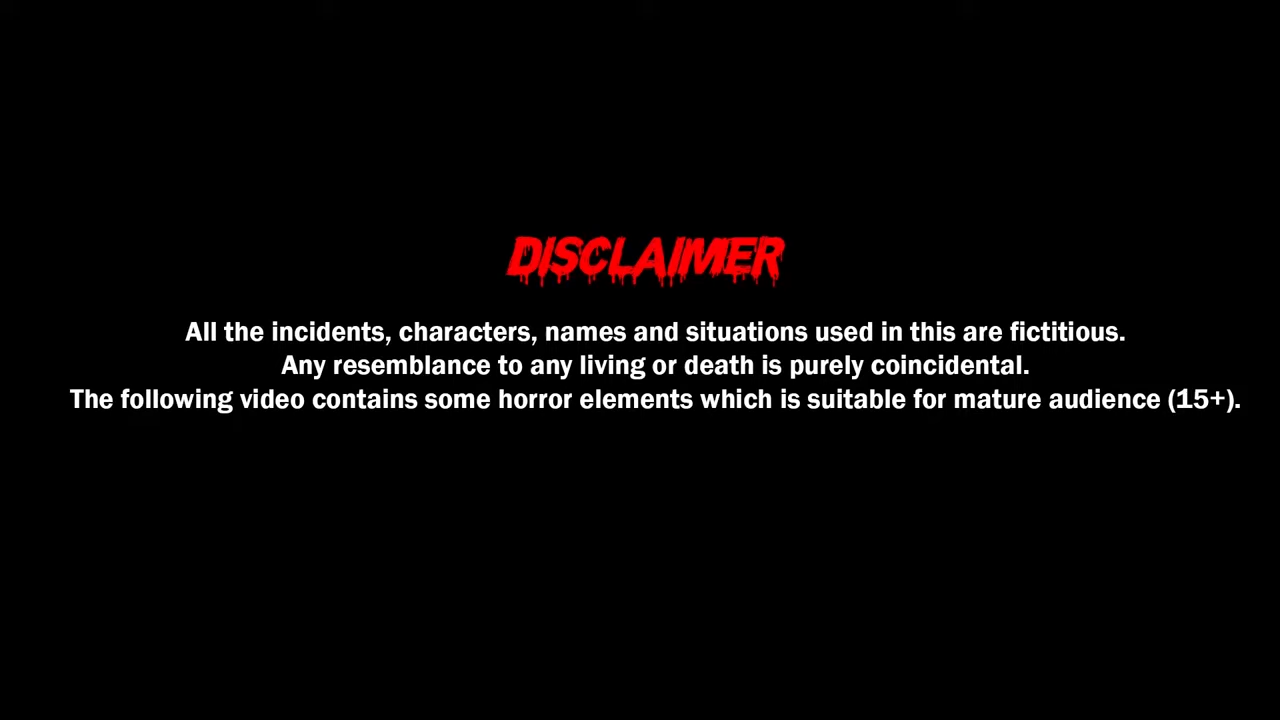 DISCLAIMER
All the incidents, characters, names and situations used in this are fictitious.
Any resemblance to any living or death is purely coincidental.
The following video contains some horror elements which is suitable for mature audience (15+).